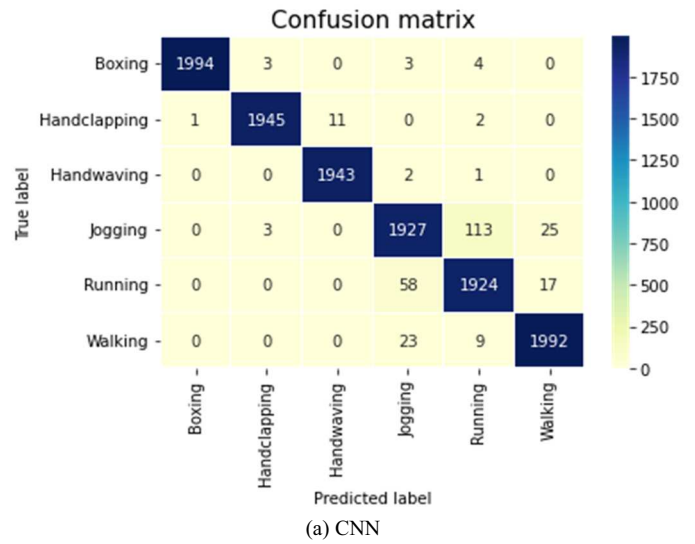 Confusion matrix
Boxing 1994 3 0 3 4 0
Handclapping 1 1945 11 0 2 0
Handwaving 0 0 1943 2 1 0
Jogging 0 3 0 1927 113 25
Running 0 0 0 58 1924 17
Walking 0 0 0 23 9 1992
True label
Boxing Handclapping Handwaving Jogging Running Walking
Predicted label
1750
1500
1250
1000
750
500
250
0
(a) CNN